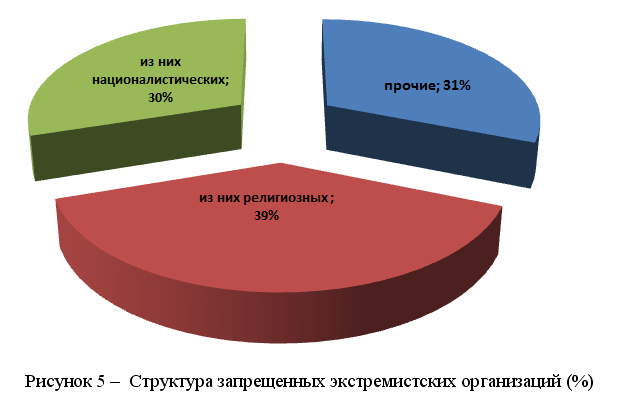 из них
националистических;
30%
прочие; 31%
из них религиозных ;
39%
Рисунок 5 – Структура запрещенных экстремистских организаций (%)